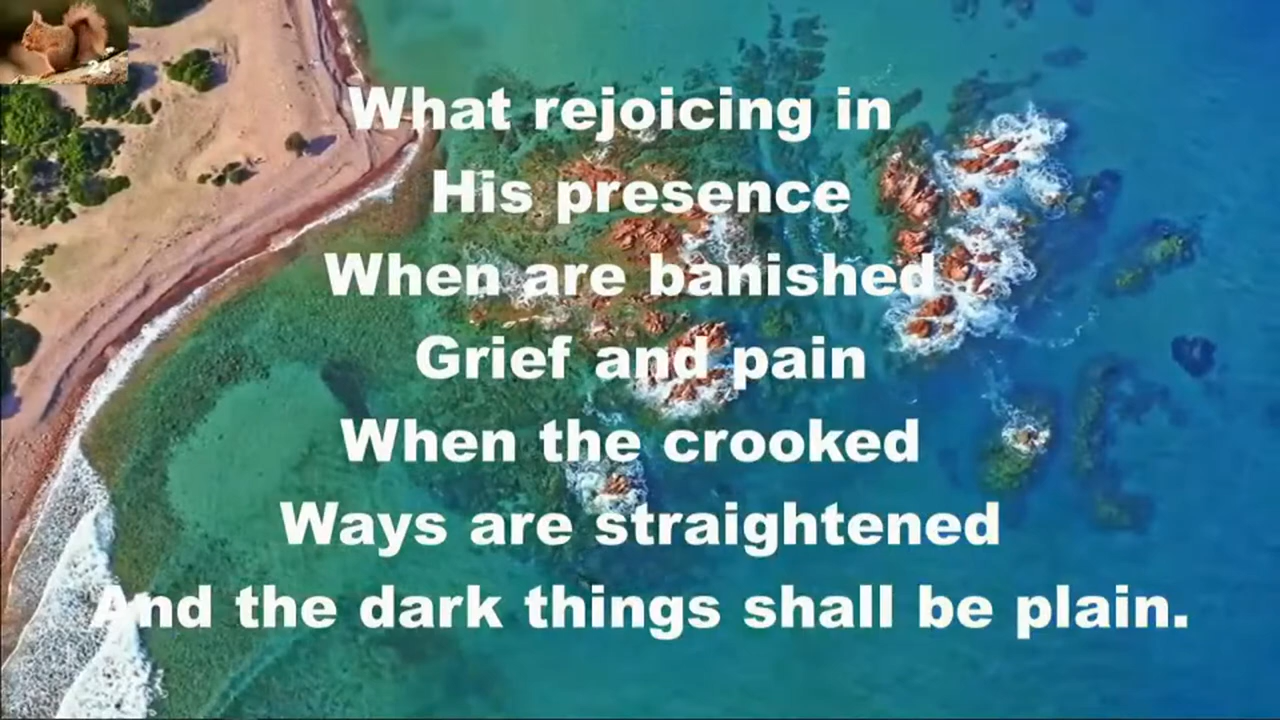 24
What rejoicing in
His presence
When are banished
Grief and pain
When the crooked
Ways are straightened
And the dark things shall be plain.